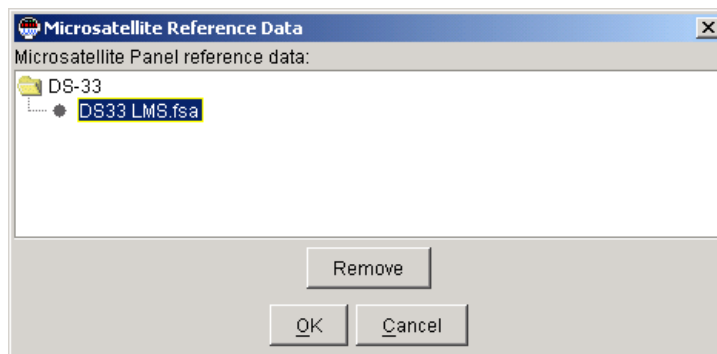 Microsatellite Reference Data
Microsatellite Panel reference data:
DS-33
DS33 LMS.fsa
Remove
OK Cancel